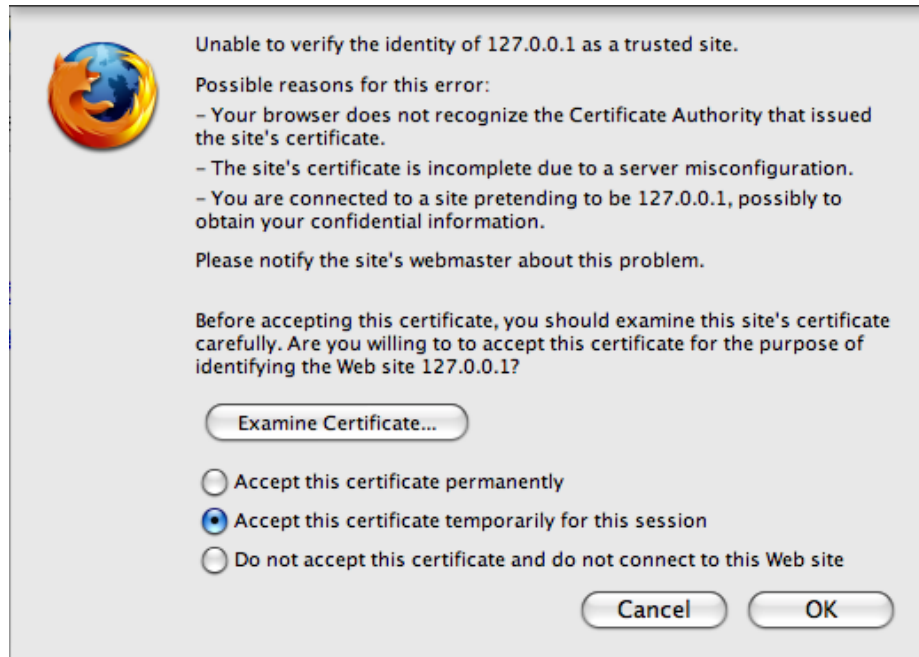 Unable to verify the identity of 127.0.0.1 as a trusted site.
Possible reasons for this error:
– Your browser does not recognize the Certificate Authority that issued
the site's certificate.
– The site's certificate is incomplete due to a server misconfiguration.
– You are connected to a site pretending to be 127.0.0.1, possibly to
obtain your confidential information.
Please notify the site's webmaster about this problem.
Before accepting this certificate, you should examine this site's certificate
carefully. Are you willing to to accept this certificate for the purpose of
identifying the Web site 127.0.0.1?
Examine Certificate...
Accept this certificate permanently
Accept this certificate temporarily for this session
Do not accept this certificate and do not connect to this Web site
Cancel OK